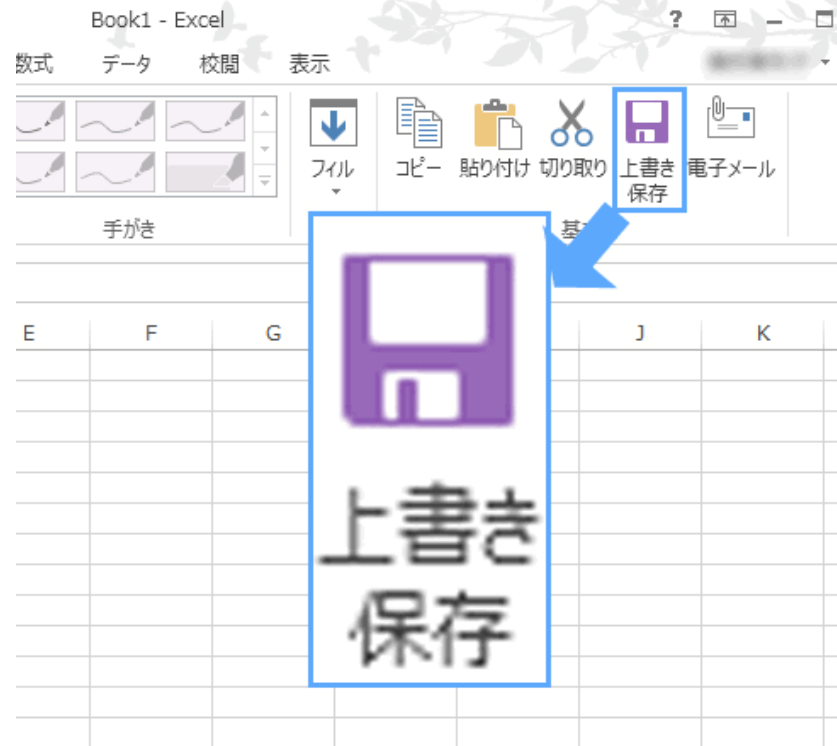 Book1 - Excel
?
数式 データ 校閲 表示
フィル
コピー 貼り付け 切り取り 上書き保存 電子メール
手がき
基
E F G J K
上書き
保存